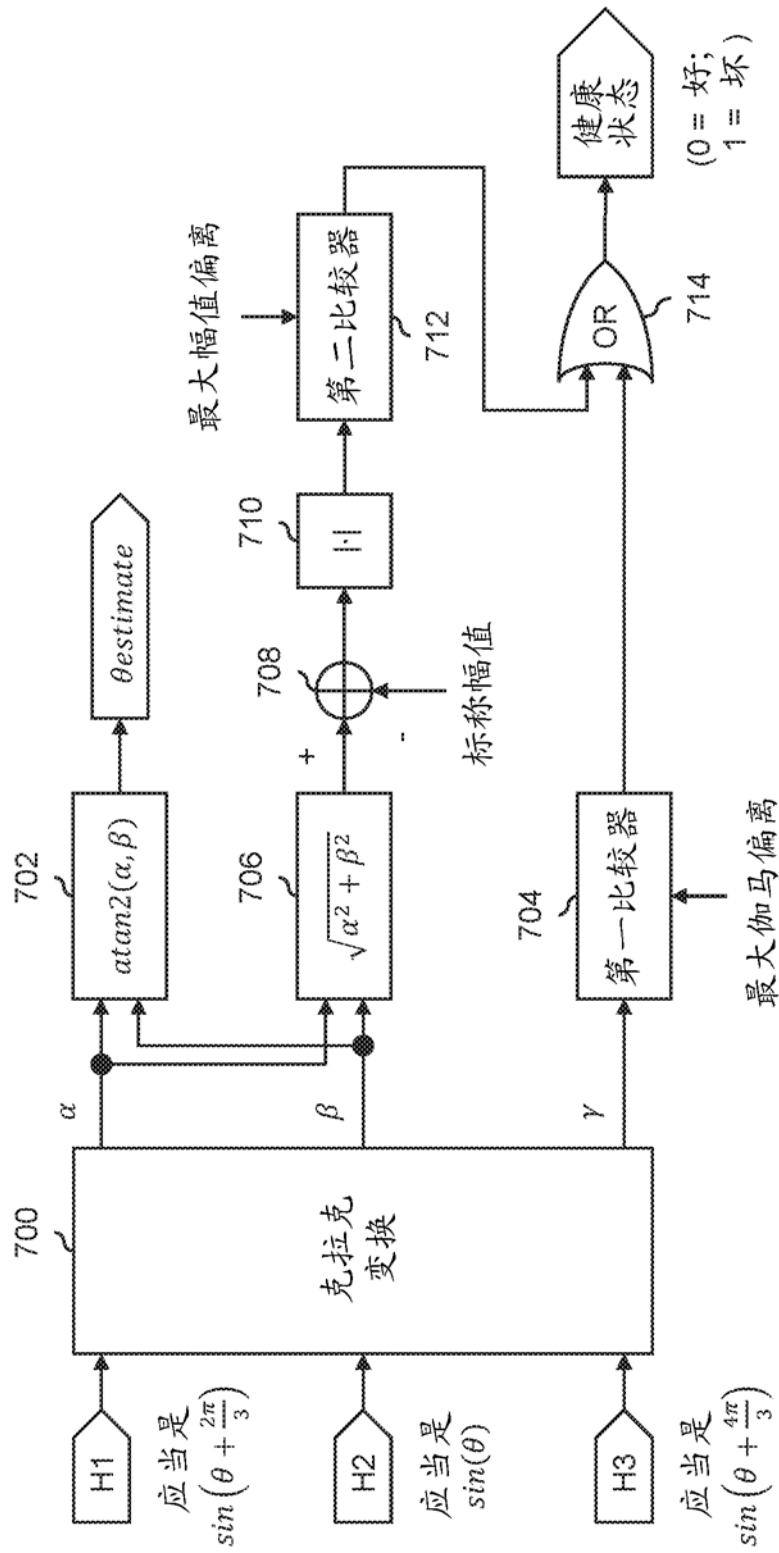 H1
应当是
sin(θ + 2π/3)
H2
应当是
sin(θ)
H3
应当是
sin(θ + 4π/3)
700
克拉克
变换
α
β
γ
702
atan2(α,β)
θestimate
706
√α² + β²
+
-
708
标称幅值
710
|·|
最大幅值偏离
第二比较器
712
704
第一比较器
最大伽马偏离
OR
714
健康
状态
(0 = 好;
1 = 坏)